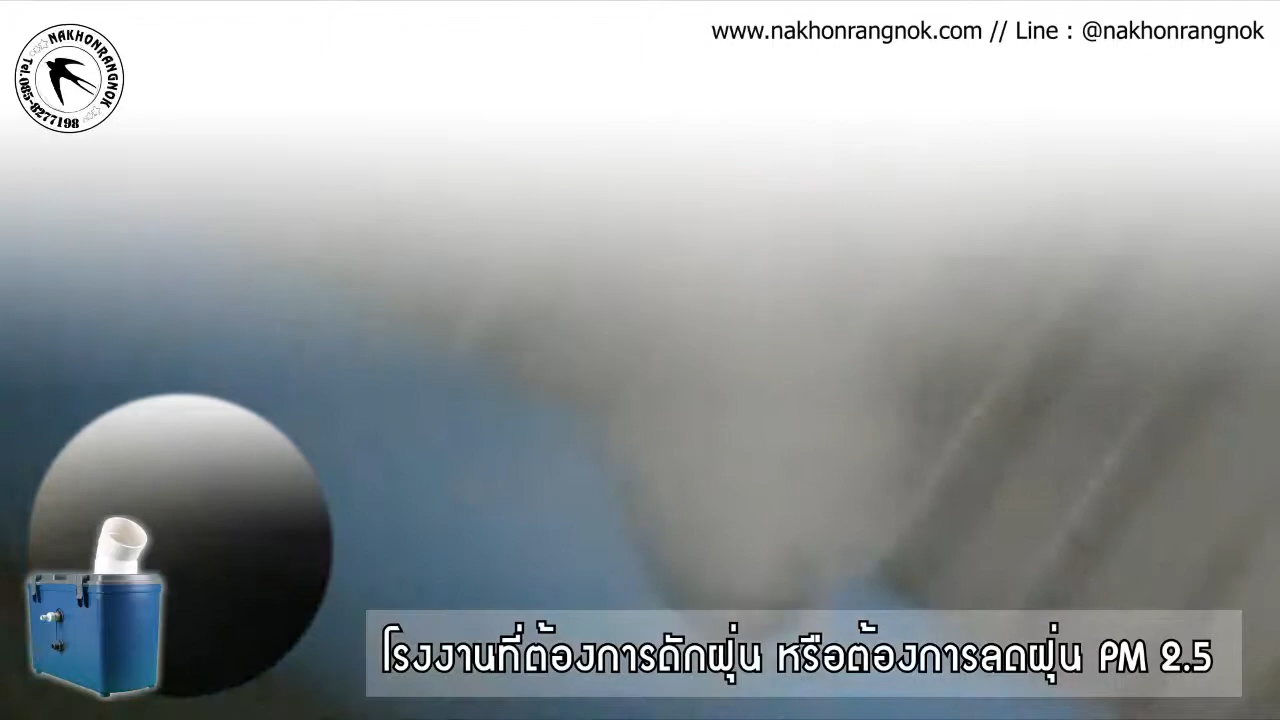 www.nakhonrangnok.com // Line : @nakhonrangnok
NAKHONRANGNOK
Tel.085-8277198
โรงงานที่ต้องการดักฝุ่น หรือต้องการลดฝุ่น PM 2.5